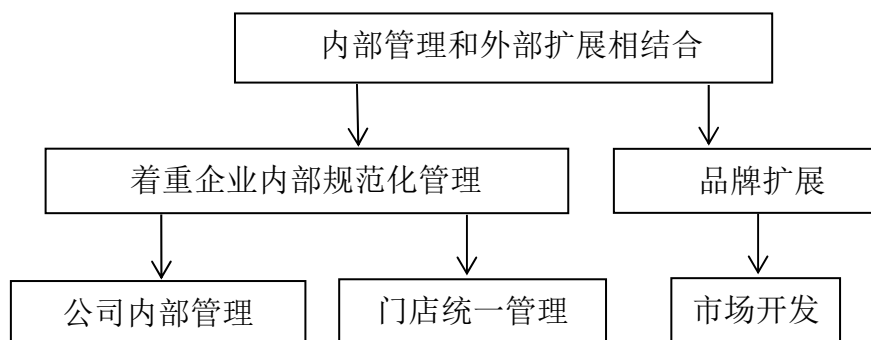 内部管理和外部扩展相结合
着重企业内部规范化管理
品牌扩展
公司内部管理
门店统一管理
市场开发